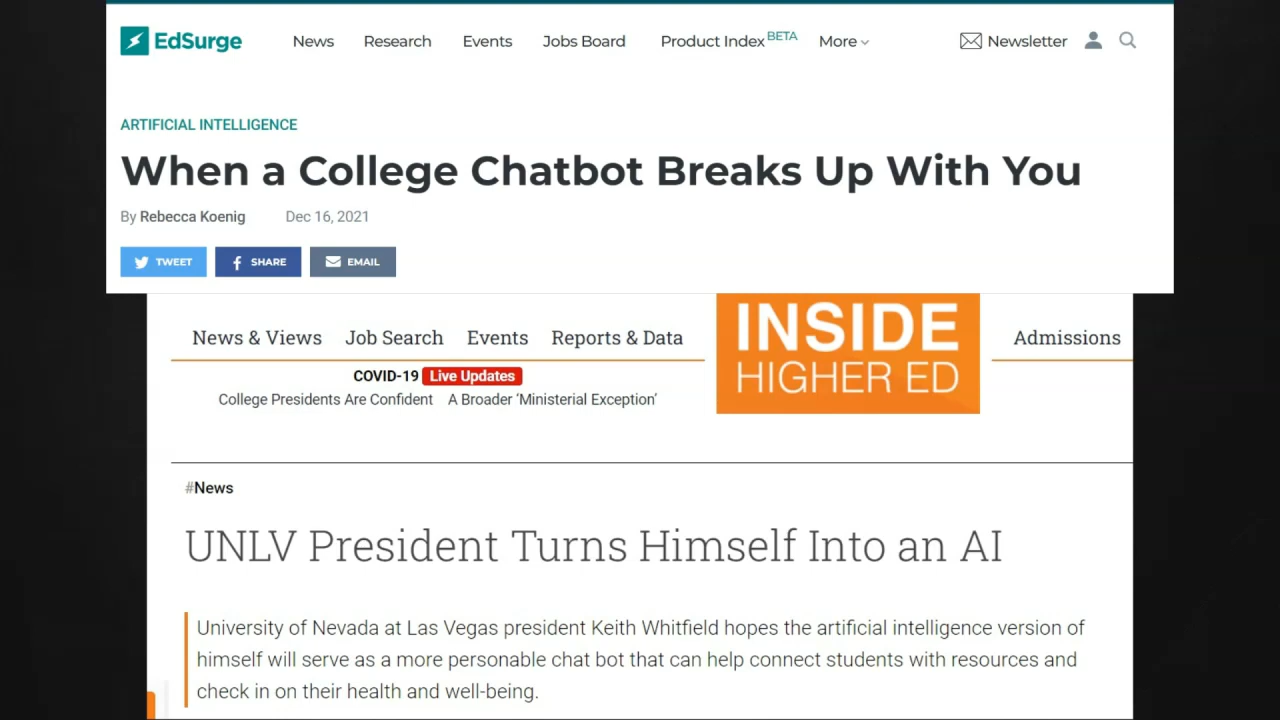 EdSurge News Research Events Jobs Board Product Index BETA More Newsletter
ARTIFICIAL INTELLIGENCE
When a College Chatbot Breaks Up With You
By Rebecca Koenig Dec 16, 2021
TWEET SHARE EMAIL
News & Views Job Search Events Reports & Data INSIDE HIGHER ED Admissions
COVID-19 Live Updates
College Presidents Are Confident A Broader ‘Ministerial Exception’
#News
UNLV President Turns Himself Into an AI
University of Nevada at Las Vegas president Keith Whitfield hopes the artificial intelligence version of
himself will serve as a more personable chat bot that can help connect students with resources and
check in on their health and well-being.